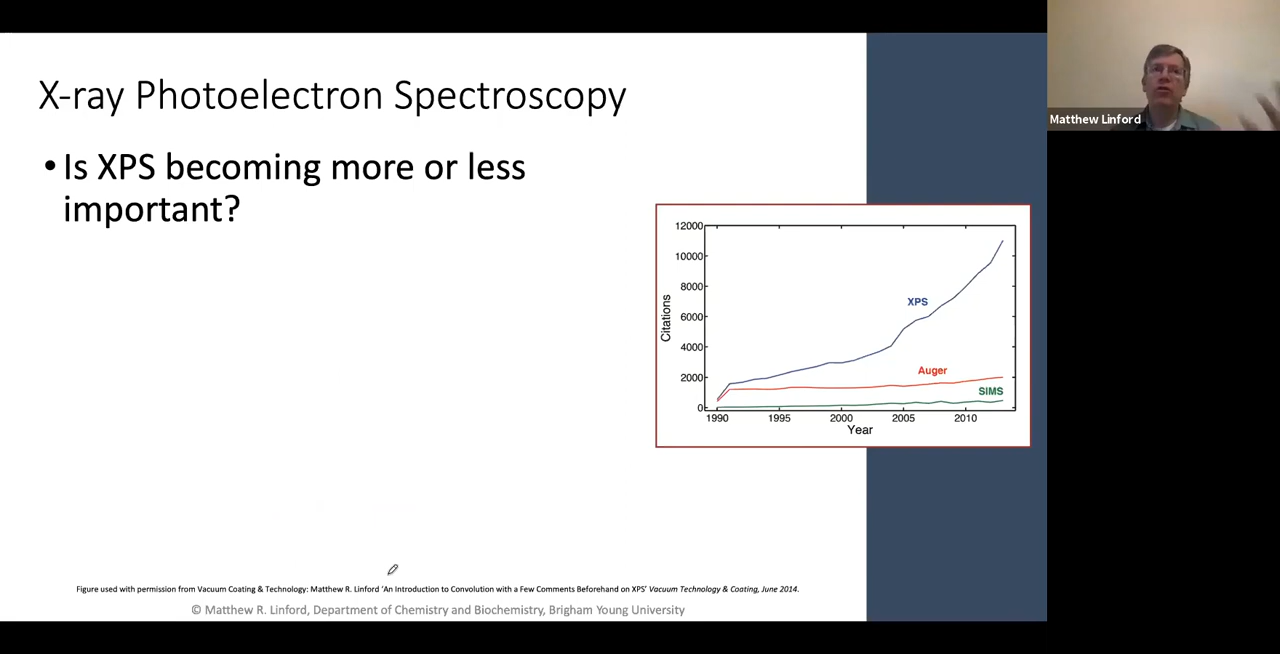 X-ray Photoelectron Spectroscopy
•Is XPS becoming more or less
important?
Matthew Linford
12000
10000
8000
6000
4000
2000
0
Citations
XPS
Auger
SIMS
1990 1995 2000 2005 2010
Year
Figure used with permission from Vacuum Coating & Technology: Matthew R. Linford 'An Introduction to Convolution with a Few Comments Beforehand on XPS' Vacuum Technology & Coating, June 2014.
© Matthew R. Linford, Department of Chemistry and Biochemistry, Brigham Young University